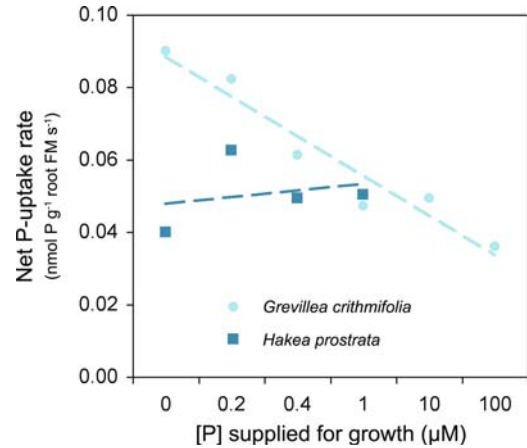 0.10
0.08
0.06
0.04
0.02
0.00
Net P-uptake rate
(nmol P g⁻¹ root FM s⁻¹)
Grevillea crithmifolia
Hakea prostrata
0 0.2 0.4 1 10 100
[P] supplied for growth (μM)